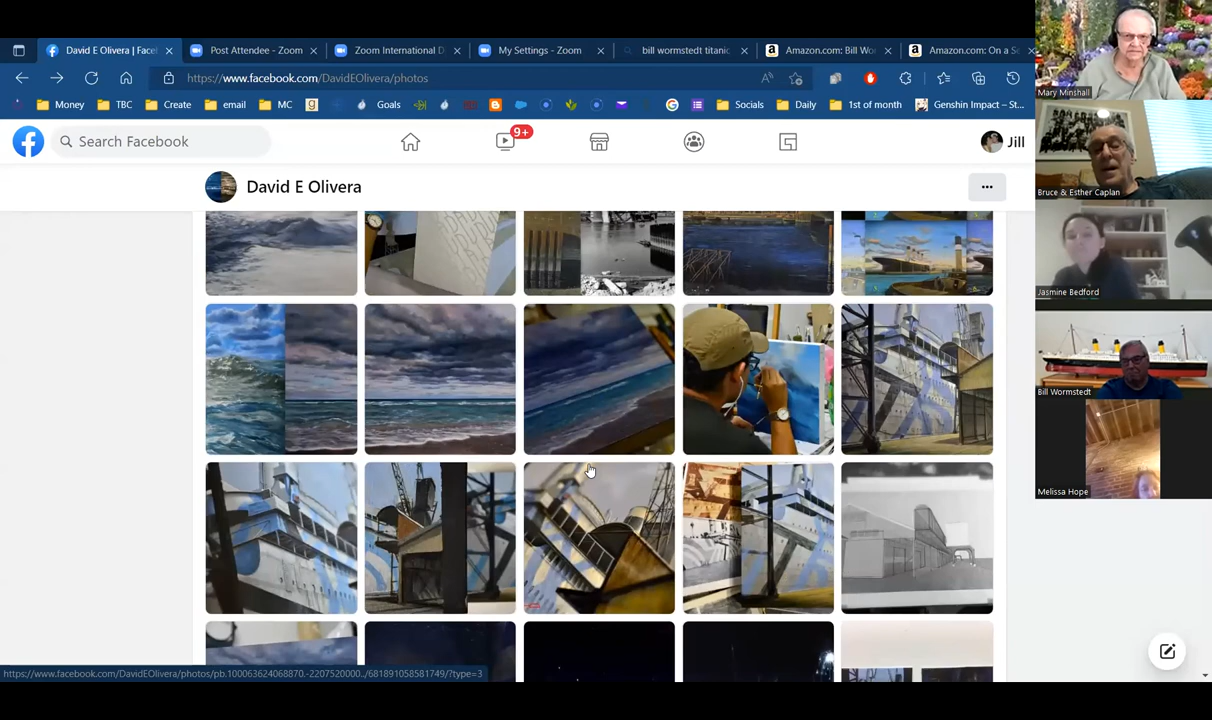 David E Olivera | Facel
Post Attendee - Zoom
Zoom International D
My Settings - Zoom
bill wormstedt titanic
Amazon.com: Bill Wo
Amazon.com: On a S
https://www.facebook.com/DavidEOlivera/photos
Money
TBC
Create
email
MC
Goals
Socials
Daily
1st of month
Genshin Impact – St...
Search Facebook
9+
Jill
David E Olivera
...
Mary Minshall
Bruce & Esther Caplan
Jasmine Bedford
Bill Wormstedt
Melissa Hope
https://www.facebook.com/DavidEOlivera/photos/pb.100063624068870.-2207520000../681891058581749/?type=3